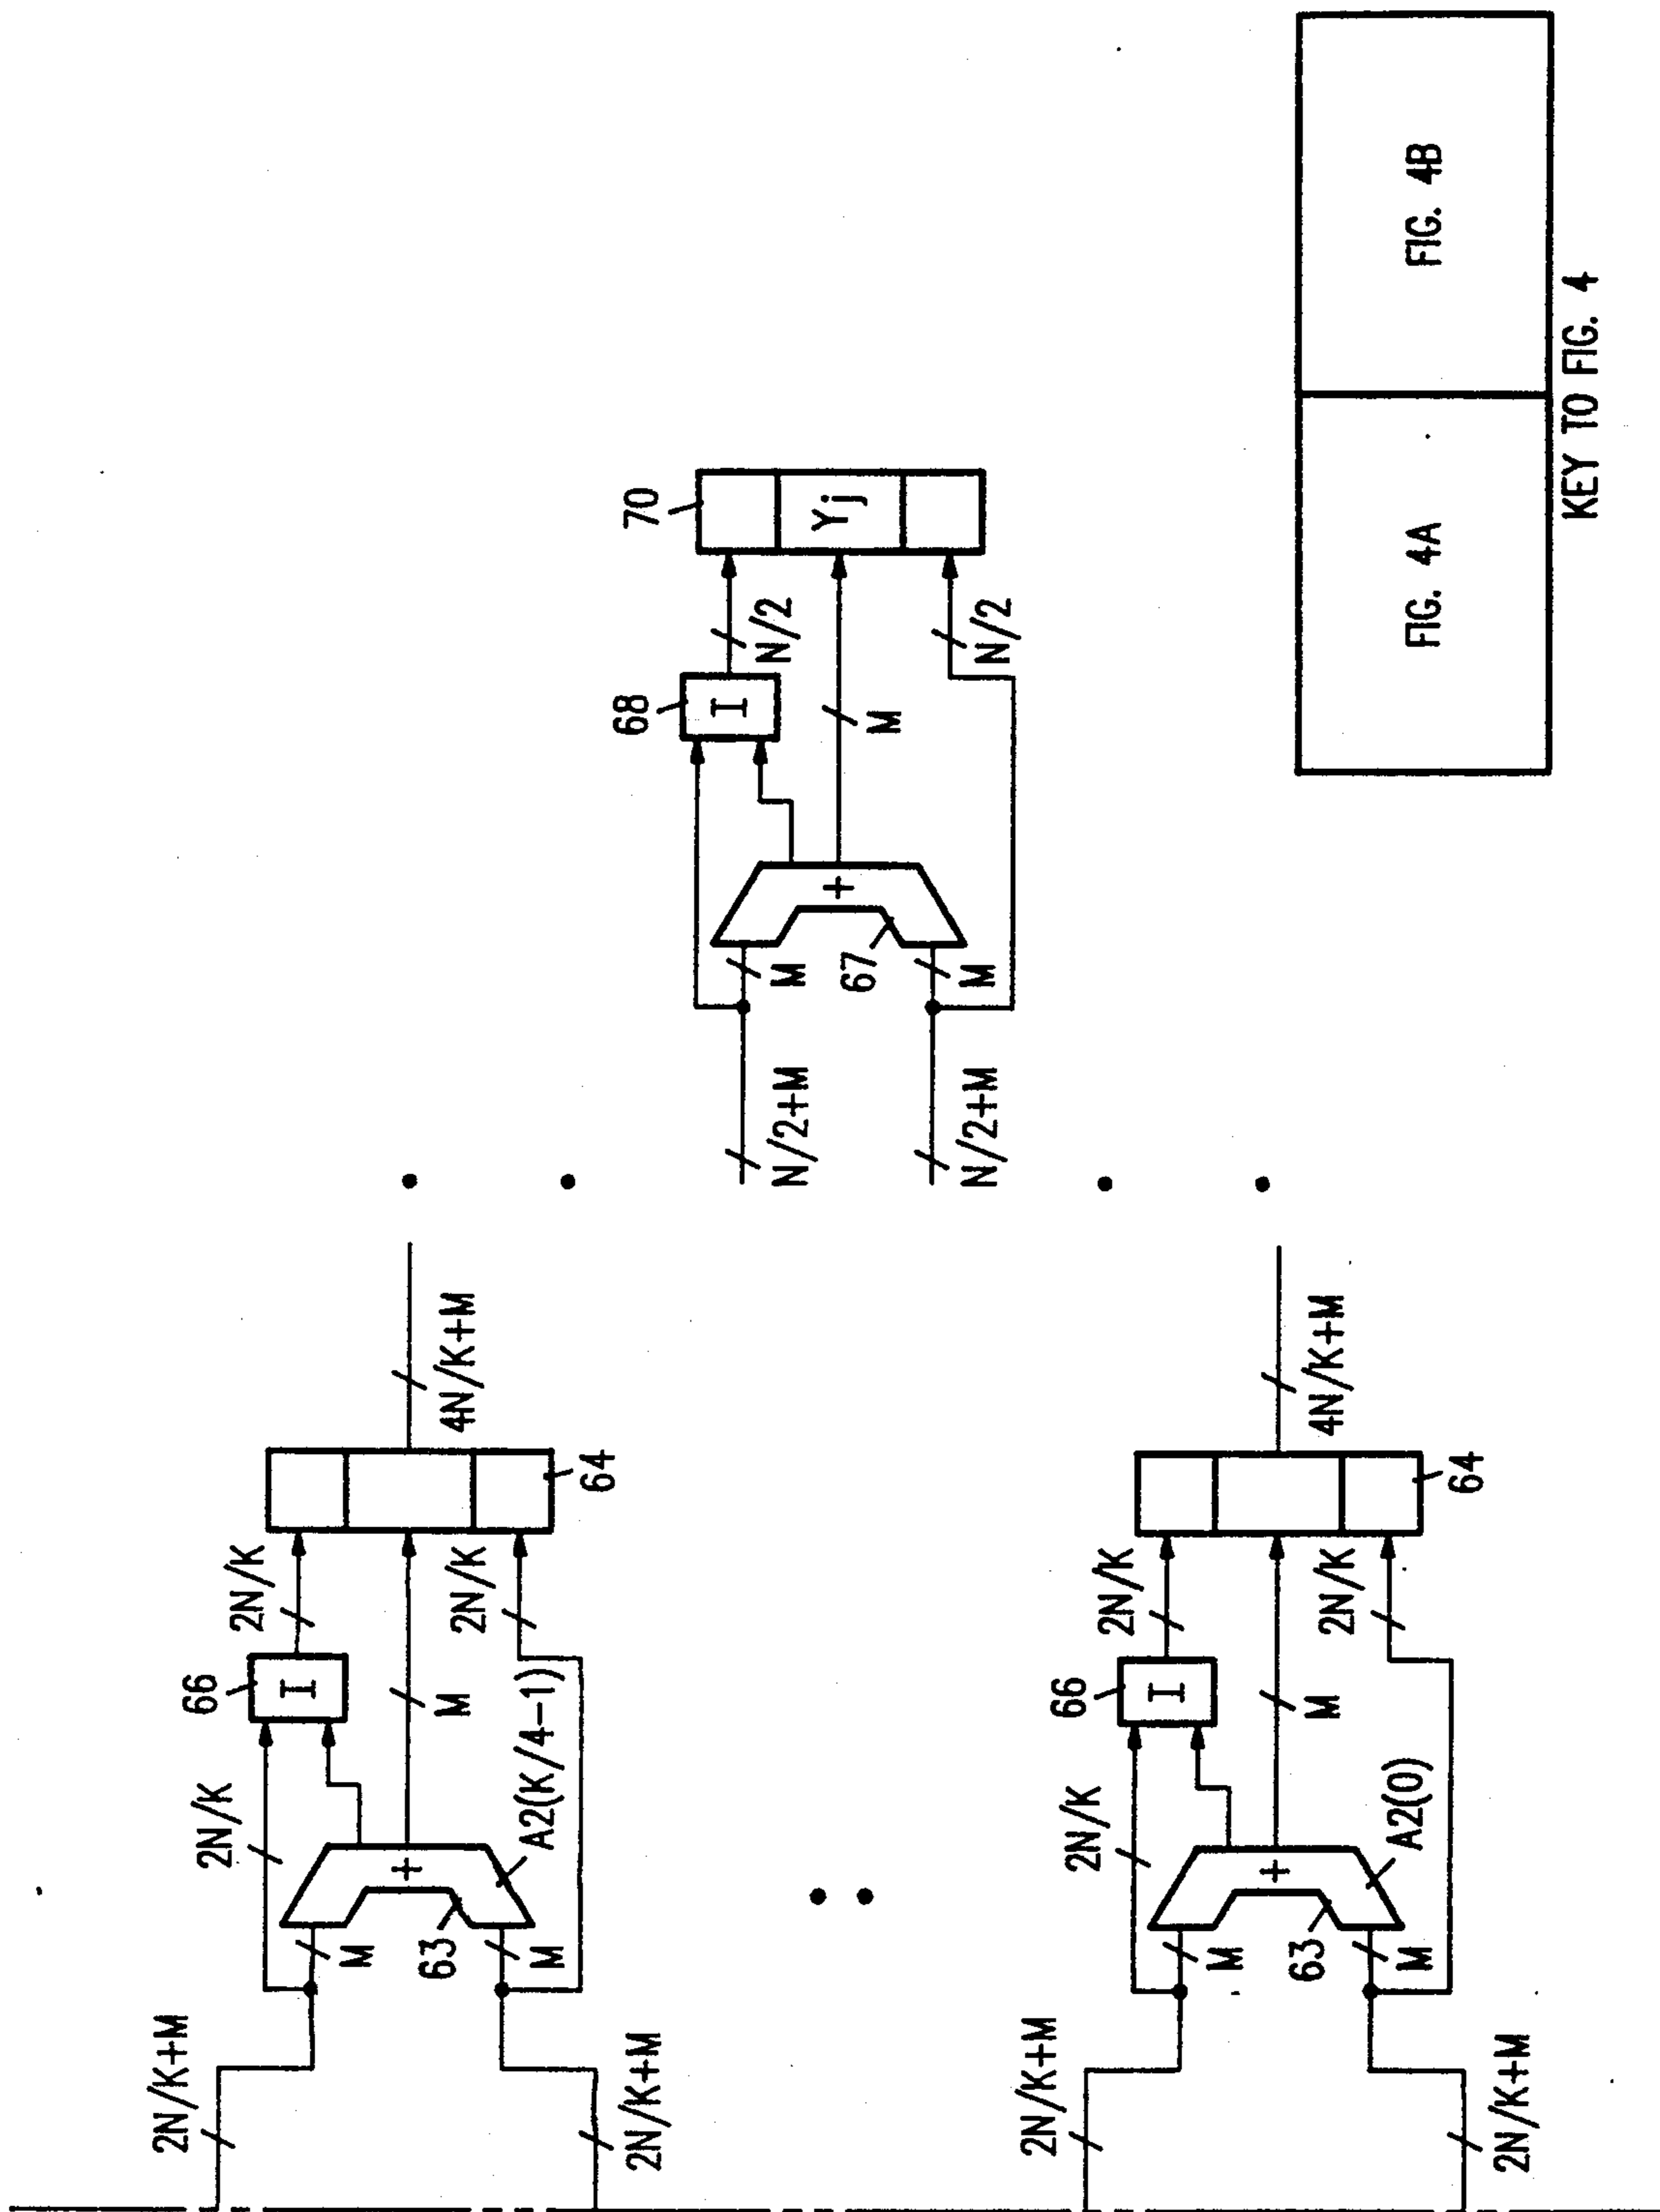 2N/K+M
M
2N/K
66
I
2N/K
63
+
A2(K/4-1)
M
2N/K
64
4N/K+M
M
2N/K+M
2N/K+M
M
2N/K
66
I
2N/K
63
+
A2(0)
M
2N/K
64
4N/K+M
M
2N/K+M
N/2+M
M
68
I
N/2
70
67
+
M
Yj
N/2+M
M
N/2
FIG. 4A
FIG. 4B
KEY TO FIG. 4